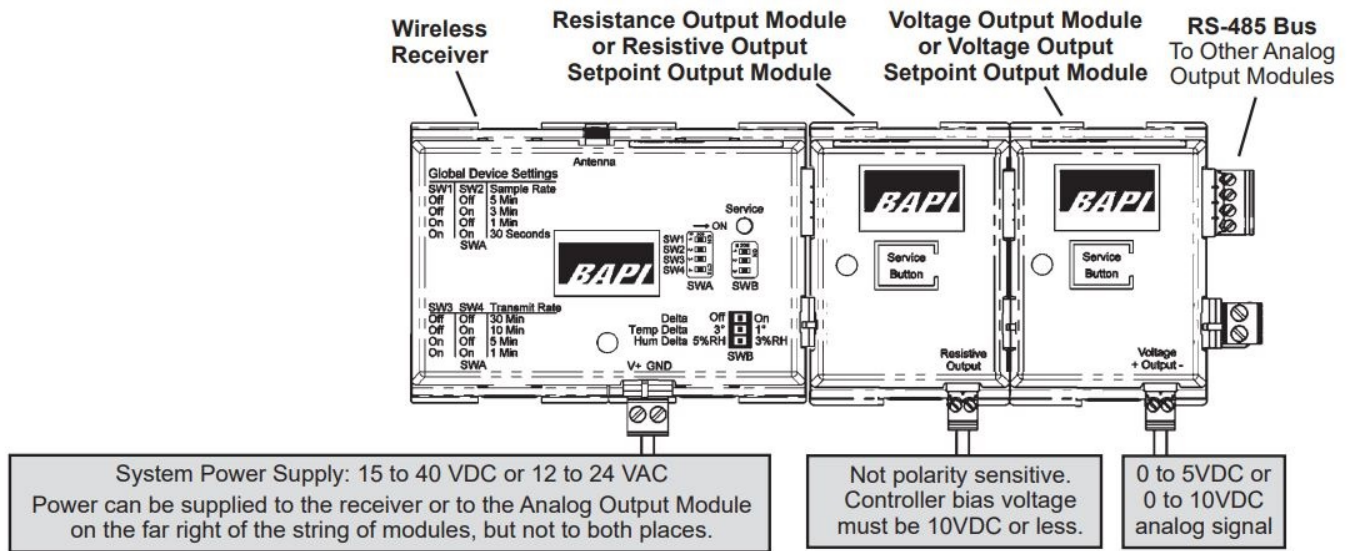 Wireless
Receiver
Resistance Output Module
or Resistive Output
Setpoint Output Module
Voltage Output Module
or Voltage Output
Setpoint Output Module
RS-485 Bus
To Other Analog
Output Modules
Antenna
Global Device Settings
SW1 SW2 Sample Rate
Off Off 5 Min
Off On 3 Min
On Off 1 Min
On On 30 Seconds
SWA
Service
ON
SW1
SW2
SW3
SW4
SWA SWB
BAPI
SW3 SW4 Transmit Rate
Off Off 30 Min
Off On 10 Min
On Off 5 Min
On On 1 Min
SWA
Delta Off On
Temp Delta 3° 1°
Hum Delta 5%RH 3%RH
SWB
V+ GND
BAPI
Service
Button
Resistive
Output
BAPI
Service
Button
Voltage
+ Output -
System Power Supply: 15 to 40 VDC or 12 to 24 VAC
Power can be supplied to the receiver or to the Analog Output Module
on the far right of the string of modules, but not to both places.
Not polarity sensitive.
Controller bias voltage
must be 10VDC or less.
0 to 5VDC or
0 to 10VDC
analog signal